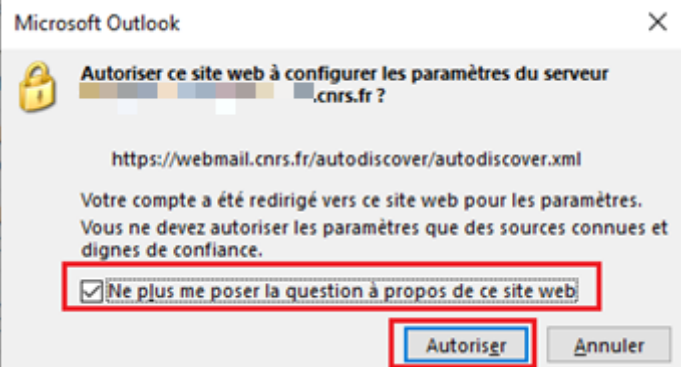 Microsoft Outlook
Autoriser ce site web à configurer les paramètres du serveur
.cnrs.fr ?
https://webmail.cnrs.fr/autodiscover/autodiscover.xml
Votre compte a été redirigé vers ce site web pour les paramètres.
Vous ne devez autoriser les paramètres que des sources connues et
dignes de confiance.
Ne plus me poser la question à propos de ce site web
Autoriser Annuler